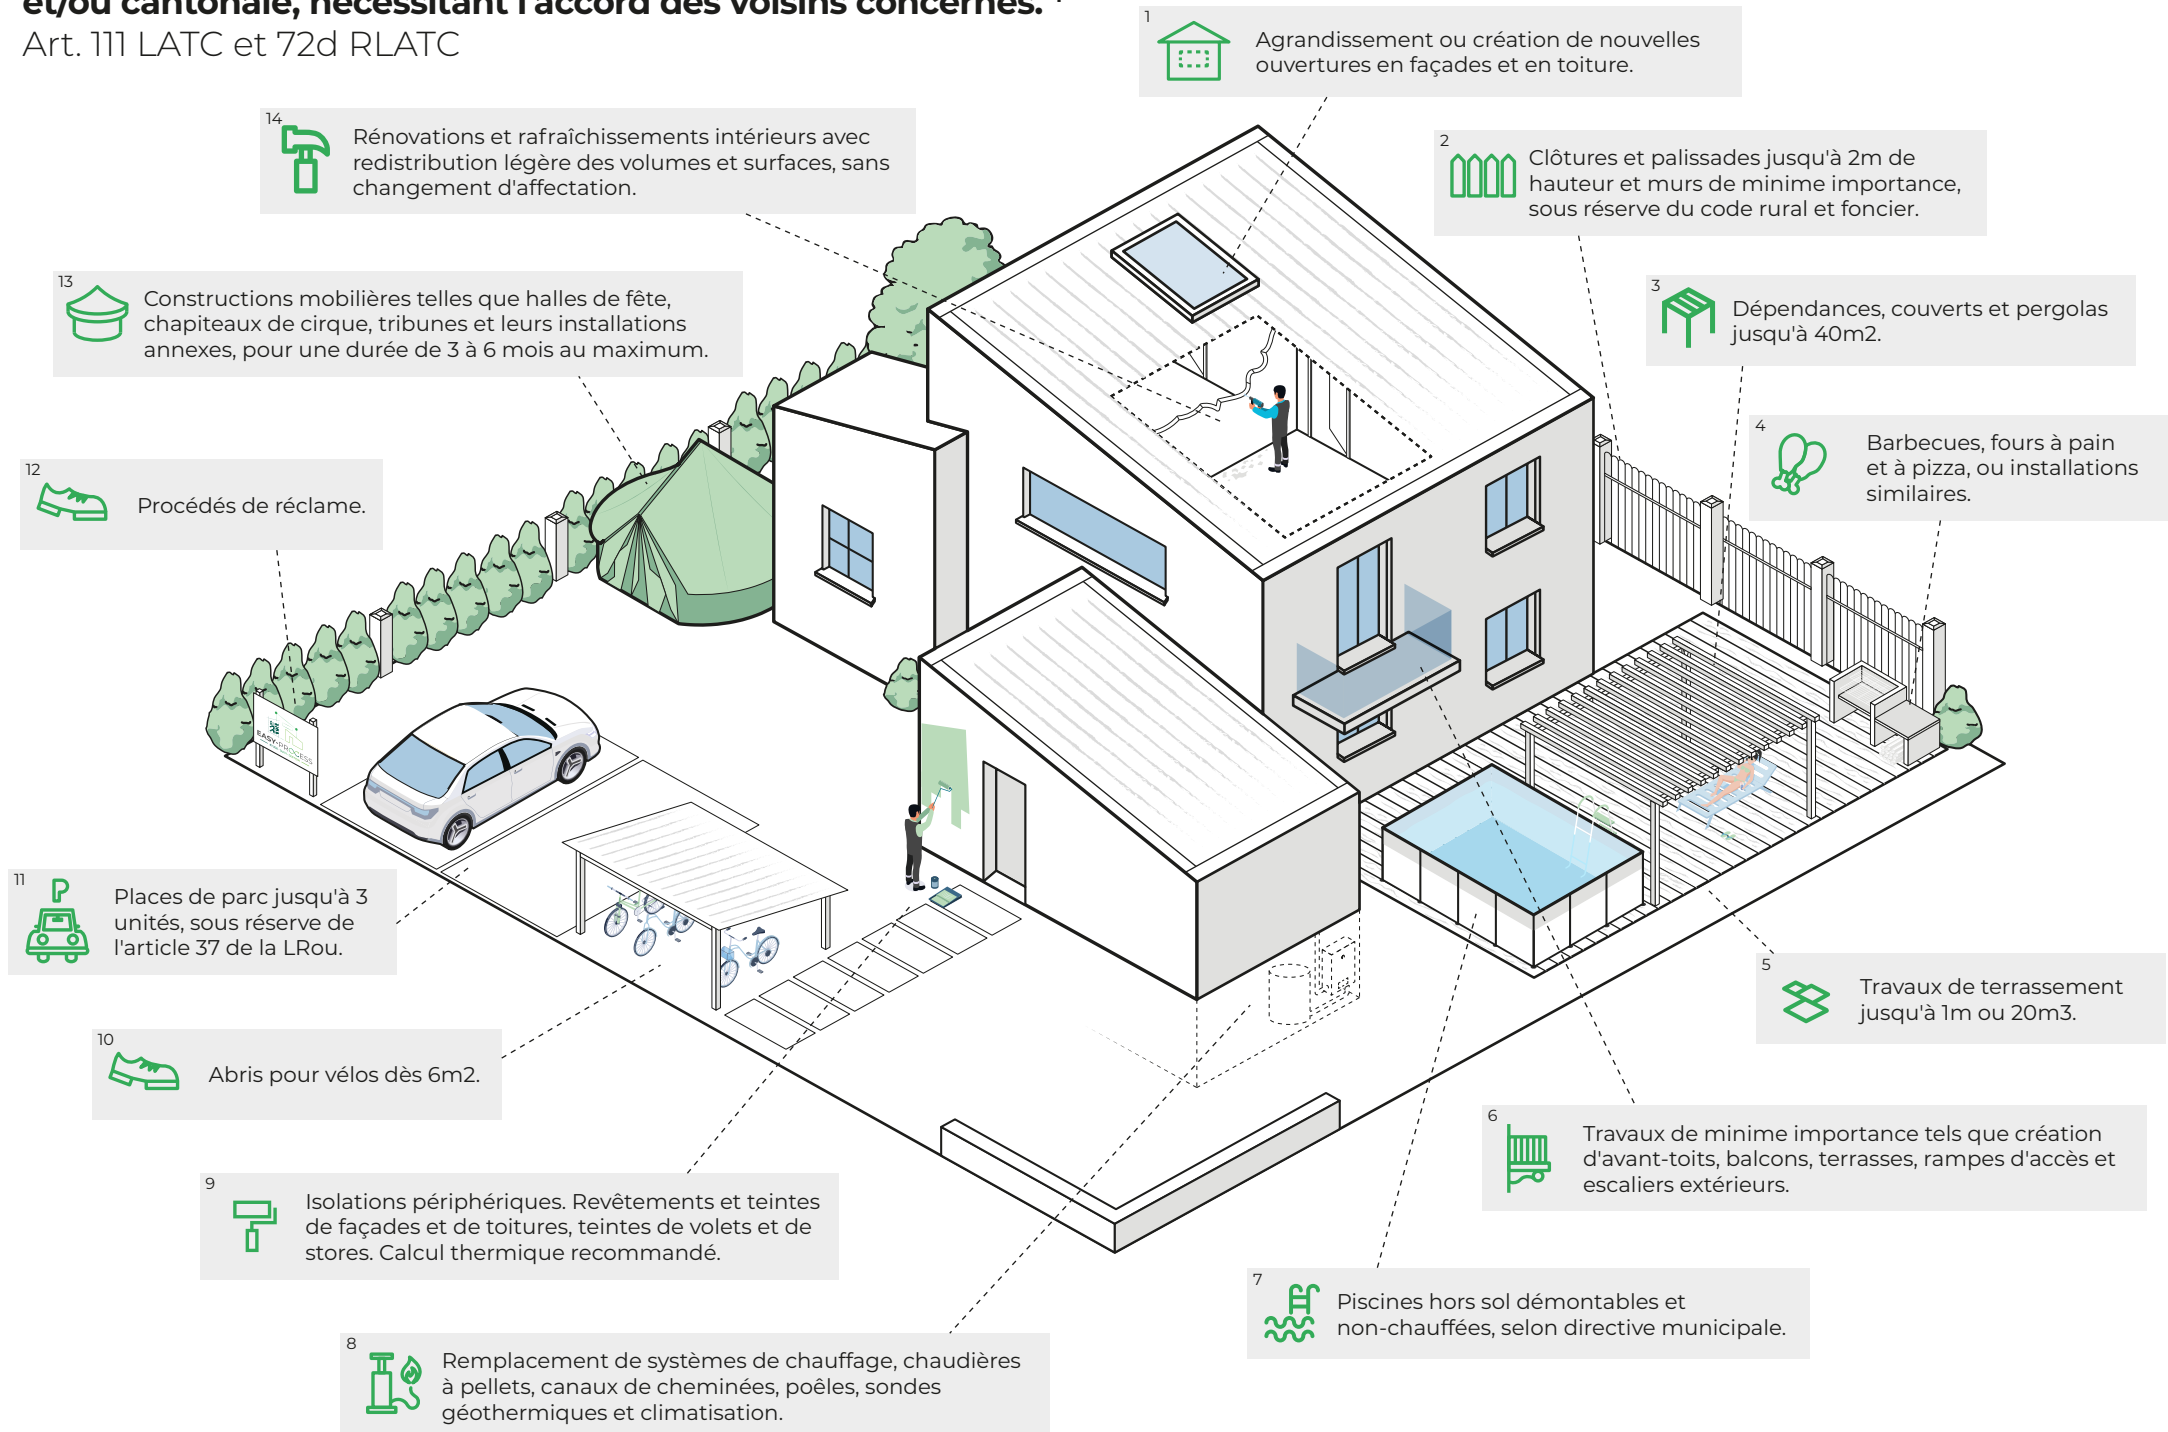 et/ou cantonale, nécessitant l'accord des voisins concernés.
Art. 111 LATC et 72d RLATC
1
Agrandissement ou création de nouvelles
ouvertures en façades et en toiture.
2
Clôtures et palissades jusqu'à 2m de
hauteur et murs de minime importance,
sous réserve du code rural et foncier.
3
Dépendances, couverts et pergolas
jusqu'à 40m2.
4
Barbecues, fours à pain
et à pizza, ou installations
similaires.
5
Travaux de terrassement
jusqu'à 1m ou 20m3.
6
Travaux de minime importance tels que création
d'avant-toits, balcons, terrasses, rampes d'accès et
escaliers extérieurs.
7
Piscines hors sol démontables et
non-chauffées, selon directive municipale.
8
Remplacement de systèmes de chauffage, chaudières
à pellets, canaux de cheminées, poêles, sondes
géothermiques et climatisation.
9
Isolations périphériques. Revêtements et teintes
de façades et de toitures, teintes de volets et de
stores. Calcul thermique recommandé.
10
Abris pour vélos dès 6m2.
11
P
Places de parc jusqu'à 3
unités, sous réserve de
l'article 37 de la LRou.
12
Procédés de réclame.
13
Constructions mobilières telles que halles de fête,
chapiteaux de cirque, tribunes et leurs installations
annexes, pour une durée de 3 à 6 mois au maximum.
14
Rénovations et rafraîchissements intérieurs avec
redistribution légère des volumes et surfaces, sans
changement d'affectation.
EASY-PROCESS